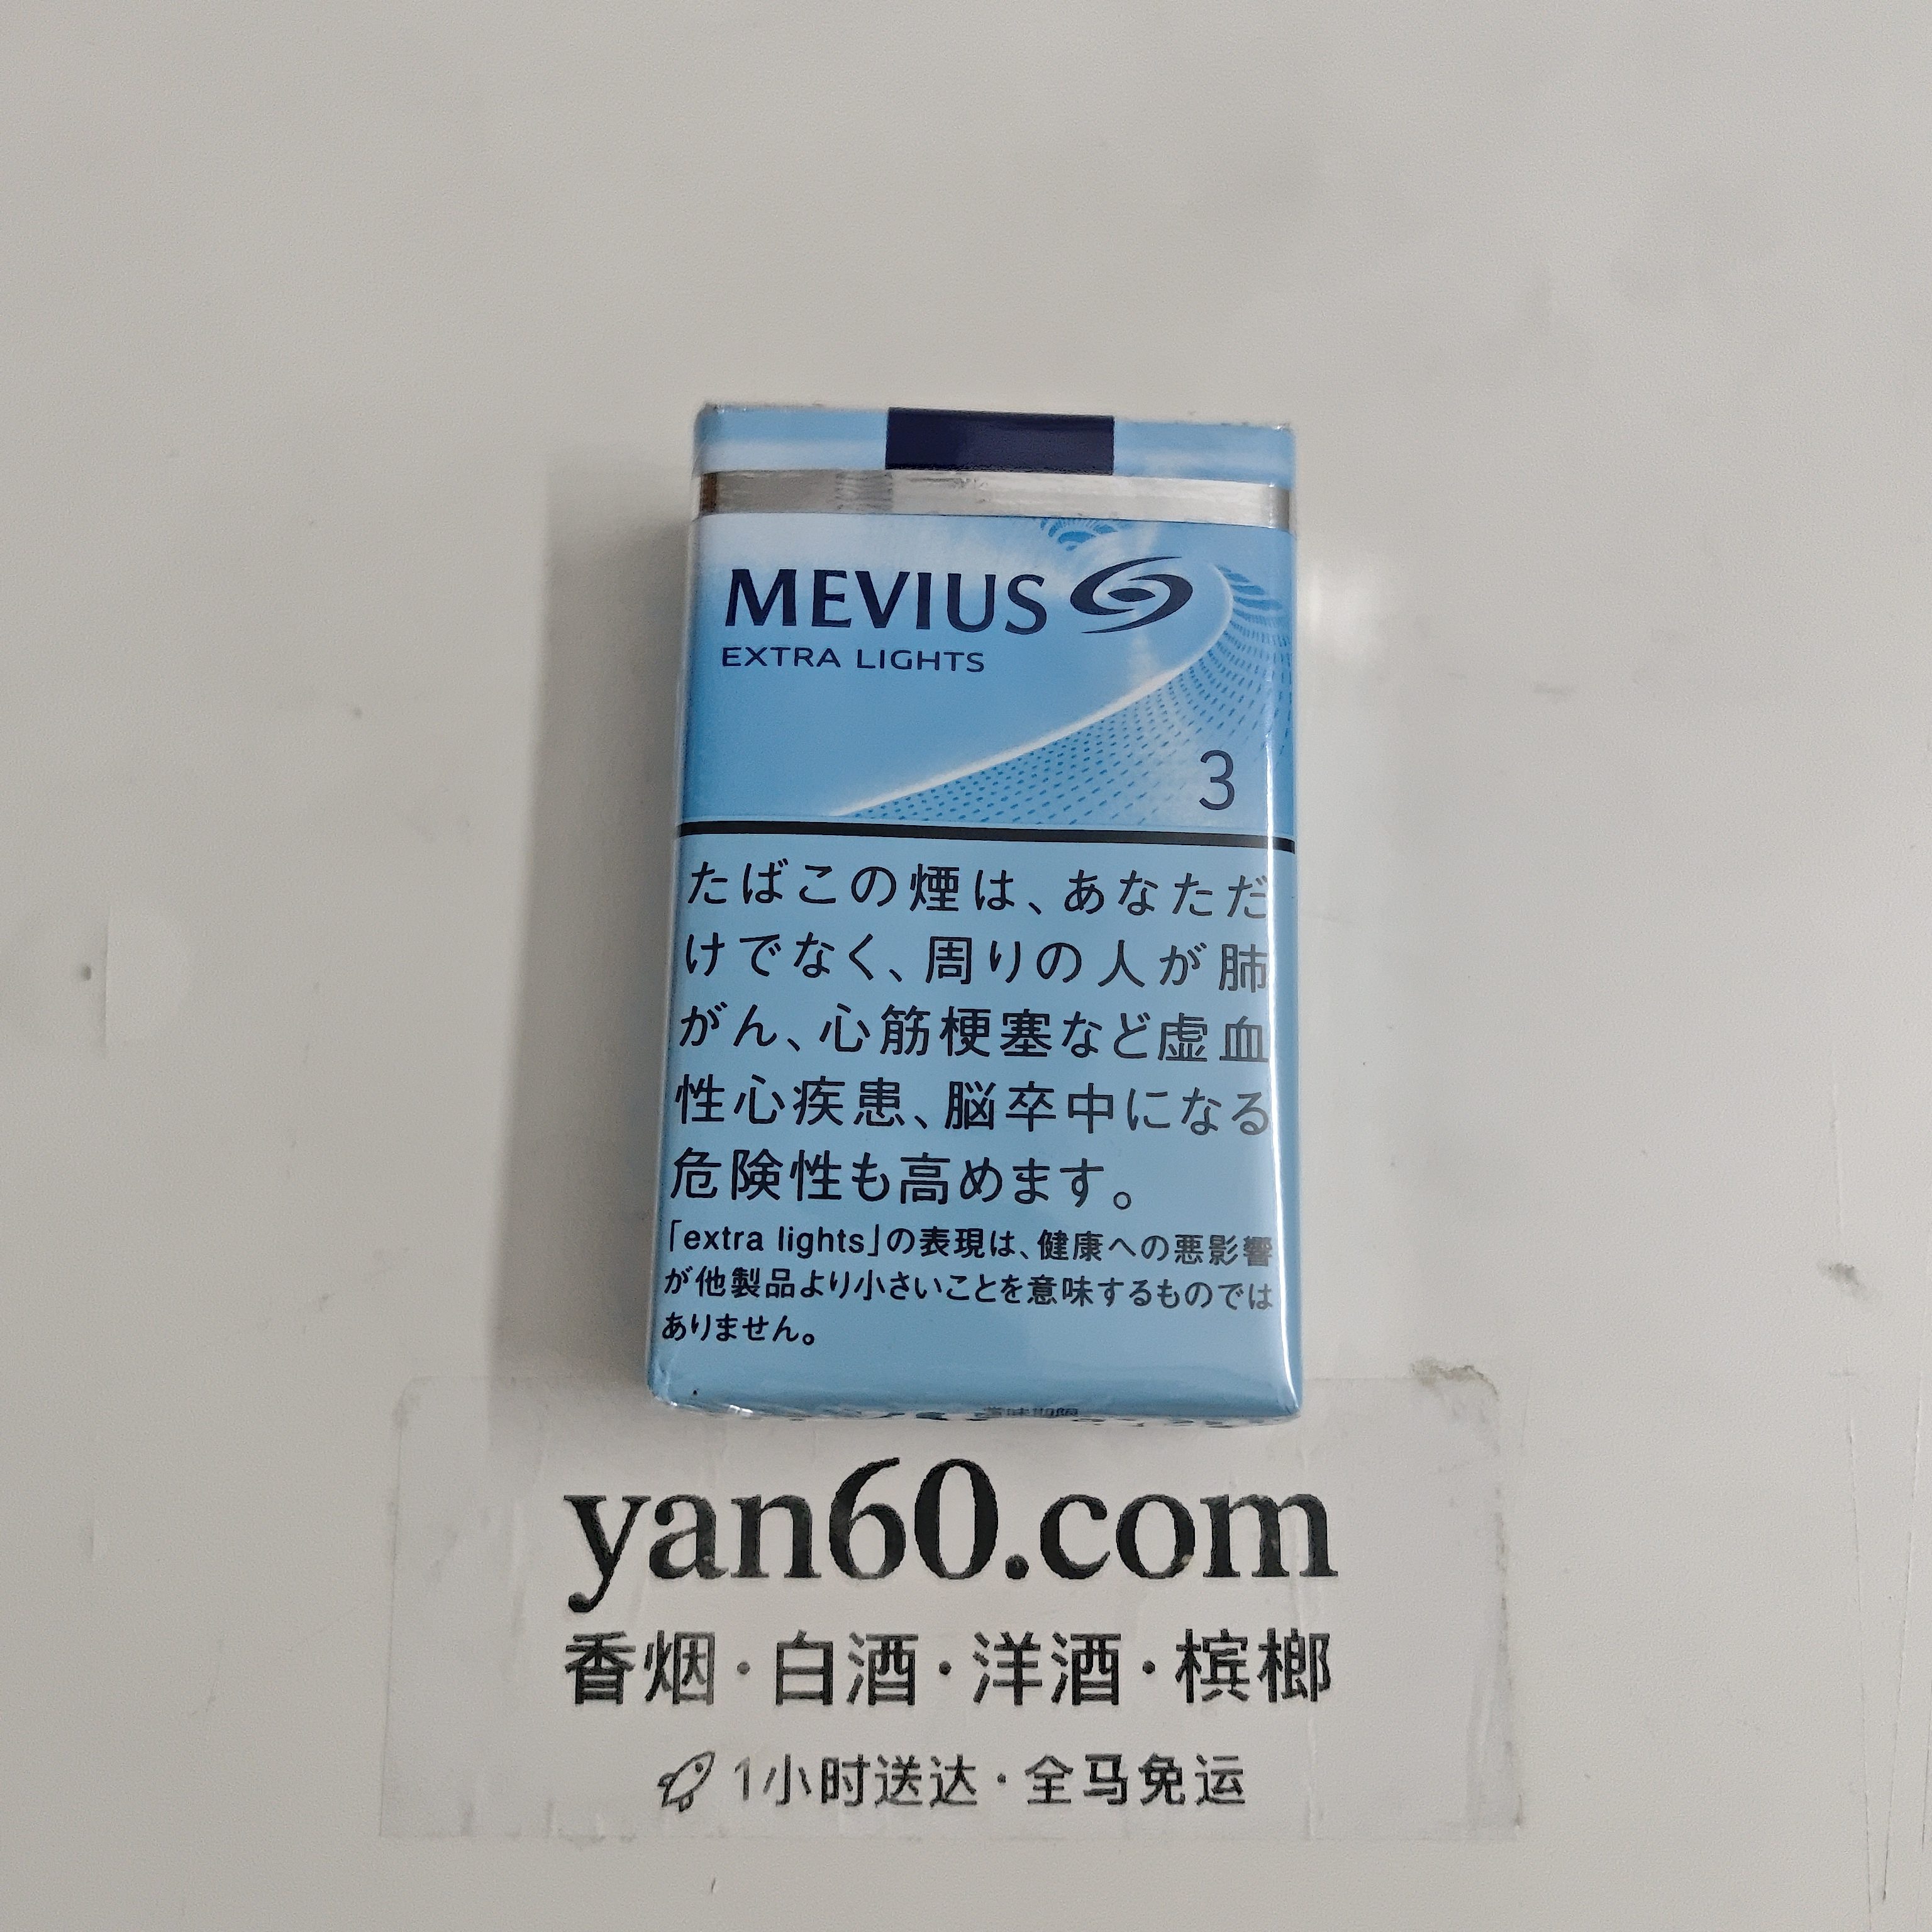 MEVIUS
EXTRA LIGHTS
3
たばこの煙は、あなただ
けでなく、周りの人が肺
がん、心筋梗塞など虚血
性心疾患、脳卒中になる
危険性も高めます。
「extra lights」の表現は、健康への悪影響
が他製品より小さいことを意味するものでは
ありません。
yan60.com
香烟·白酒·洋酒·槟榔
1小时送达·全马免运